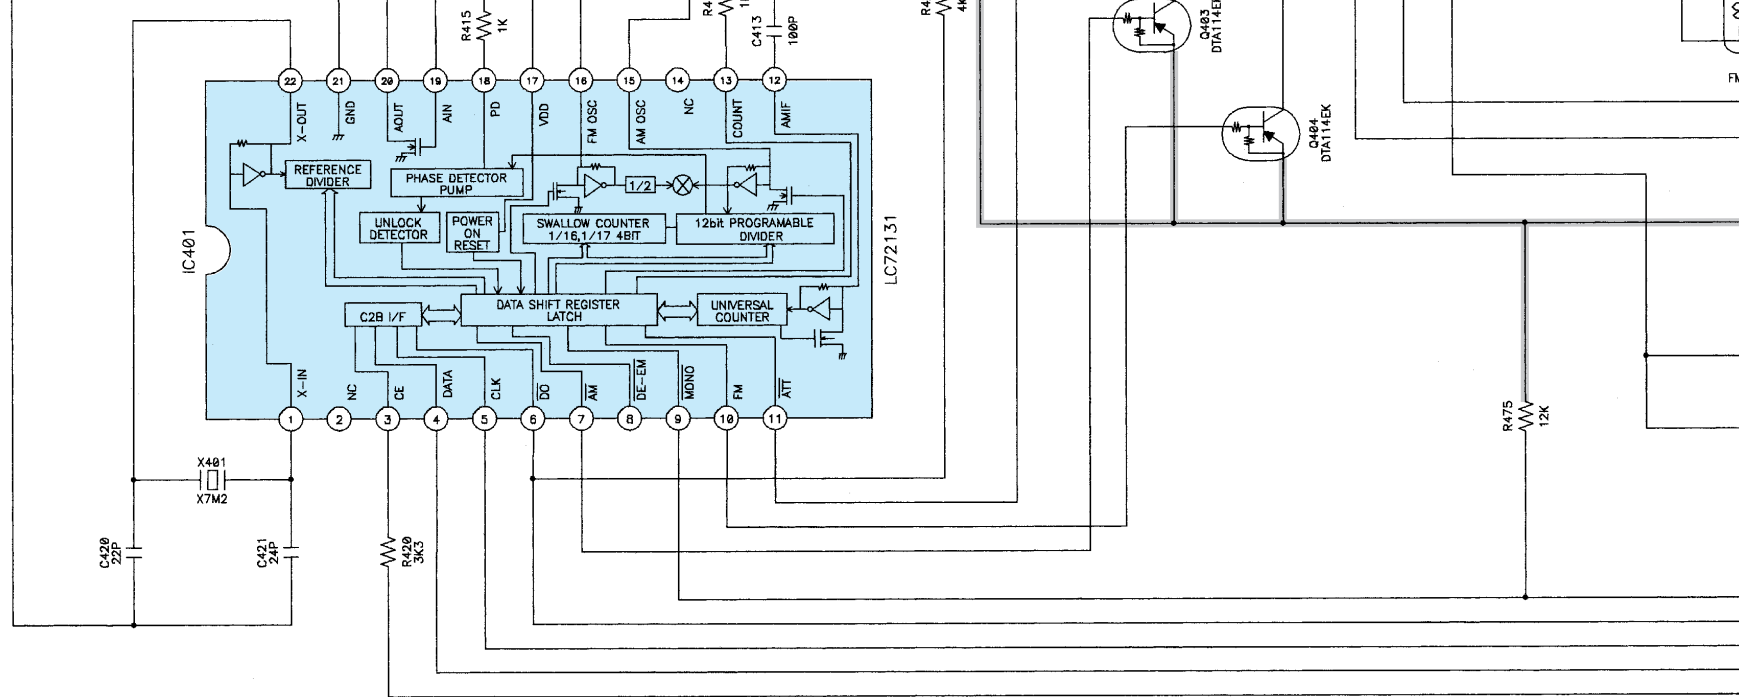 R415
1K
C413
100P
Q403
22
21
20
19
18
17
16
15
14
13
12
X-OUT
GND
AOUT
AIN
PD
VDD
FM OSC
AM OSC
NC
COUNT
AMIF
Q404
DTA114EK
REFERENCE
DIVIDER
PHASE DETECTOR
PUMP
1/2
UNLOCK
DETECTOR
POWER
ON
RESET
SWALLOW COUNTER
1/16,1/17 4BIT
12bit PROGRAMABLE
DIVIDER
IC401
LC72131
C2B I/F
DATA SHIFT REGISTER
LATCH
UNIVERSAL
COUNTER
X-IN
NC
CE
DATA
CLK
DO
AM
DE-EM
MONO
FM
ATT
1
2
3
4
5
6
7
8
9
10
11
R475
12K
X401
X7M2
C420
22P
C421
24P
R420
3K3